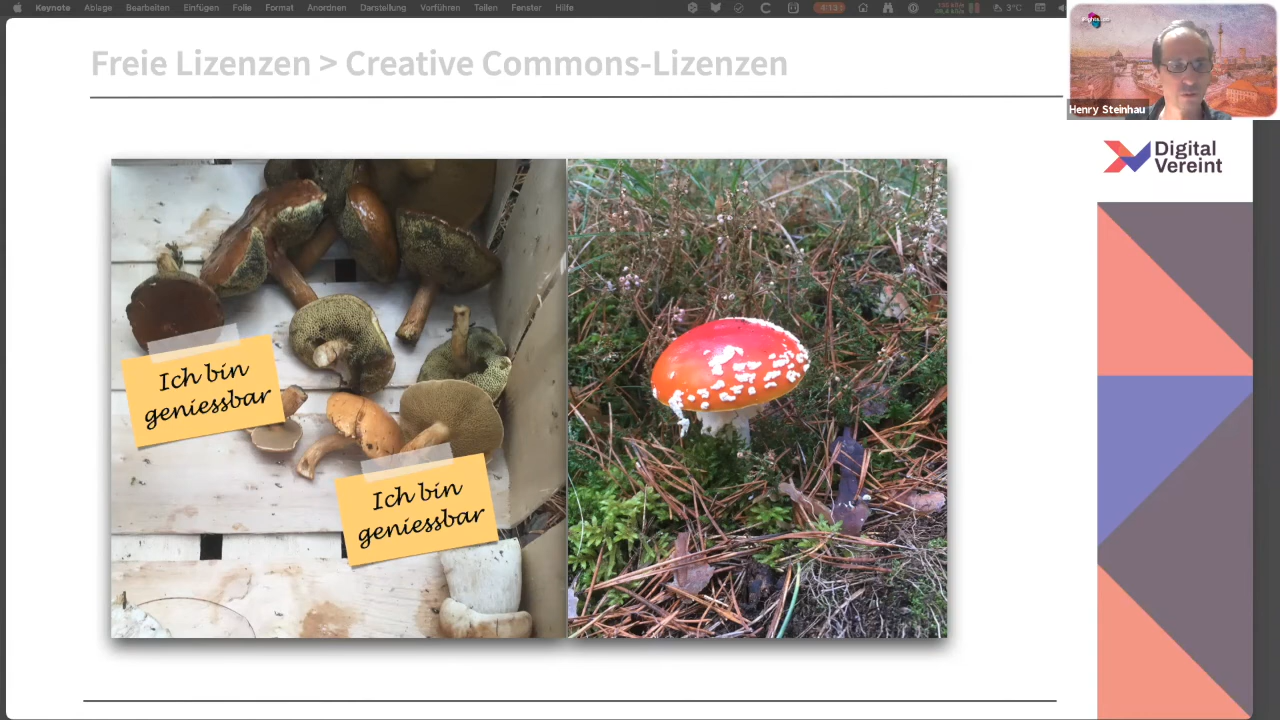 Keynote Ablage Bearbeiten Einfügen Folie Format Anordnen Darstellung Vorführen Teilen Fenster Hilfe 3°C
Freie Lizenzen > Creative Commons-Lizenzen
Henry Steinhau
Digital
Vereint
Ich bin
geniessbar
Ich bin
geniessbar